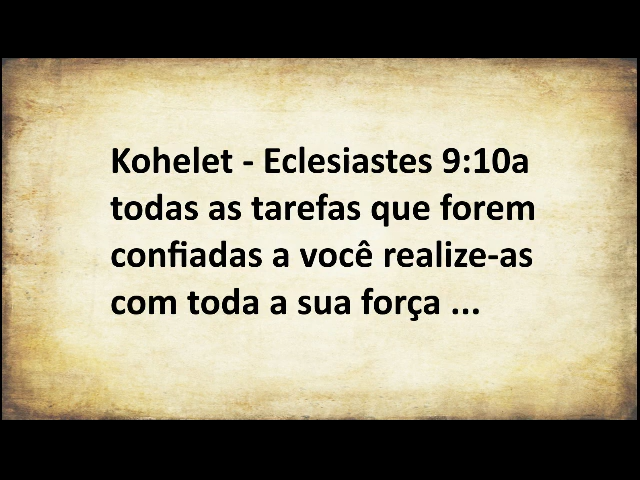 Kohelet - Eclesiastes 9:10a
todas as tarefas que forem
confiadas a você realize-as
com toda a sua força ...